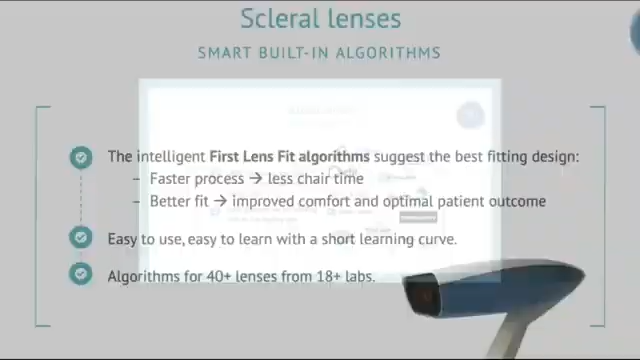 Scleral lenses
SMART BUILT-IN ALGORITHMS
The intelligent First Lens Fit algorithms suggest the best fitting design:
– Faster process → less chair time
– Better fit → improved comfort and optimal patient outcome
Easy to use, easy to learn with a short learning curve.
Algorithms for 40+ lenses from 18+ labs.